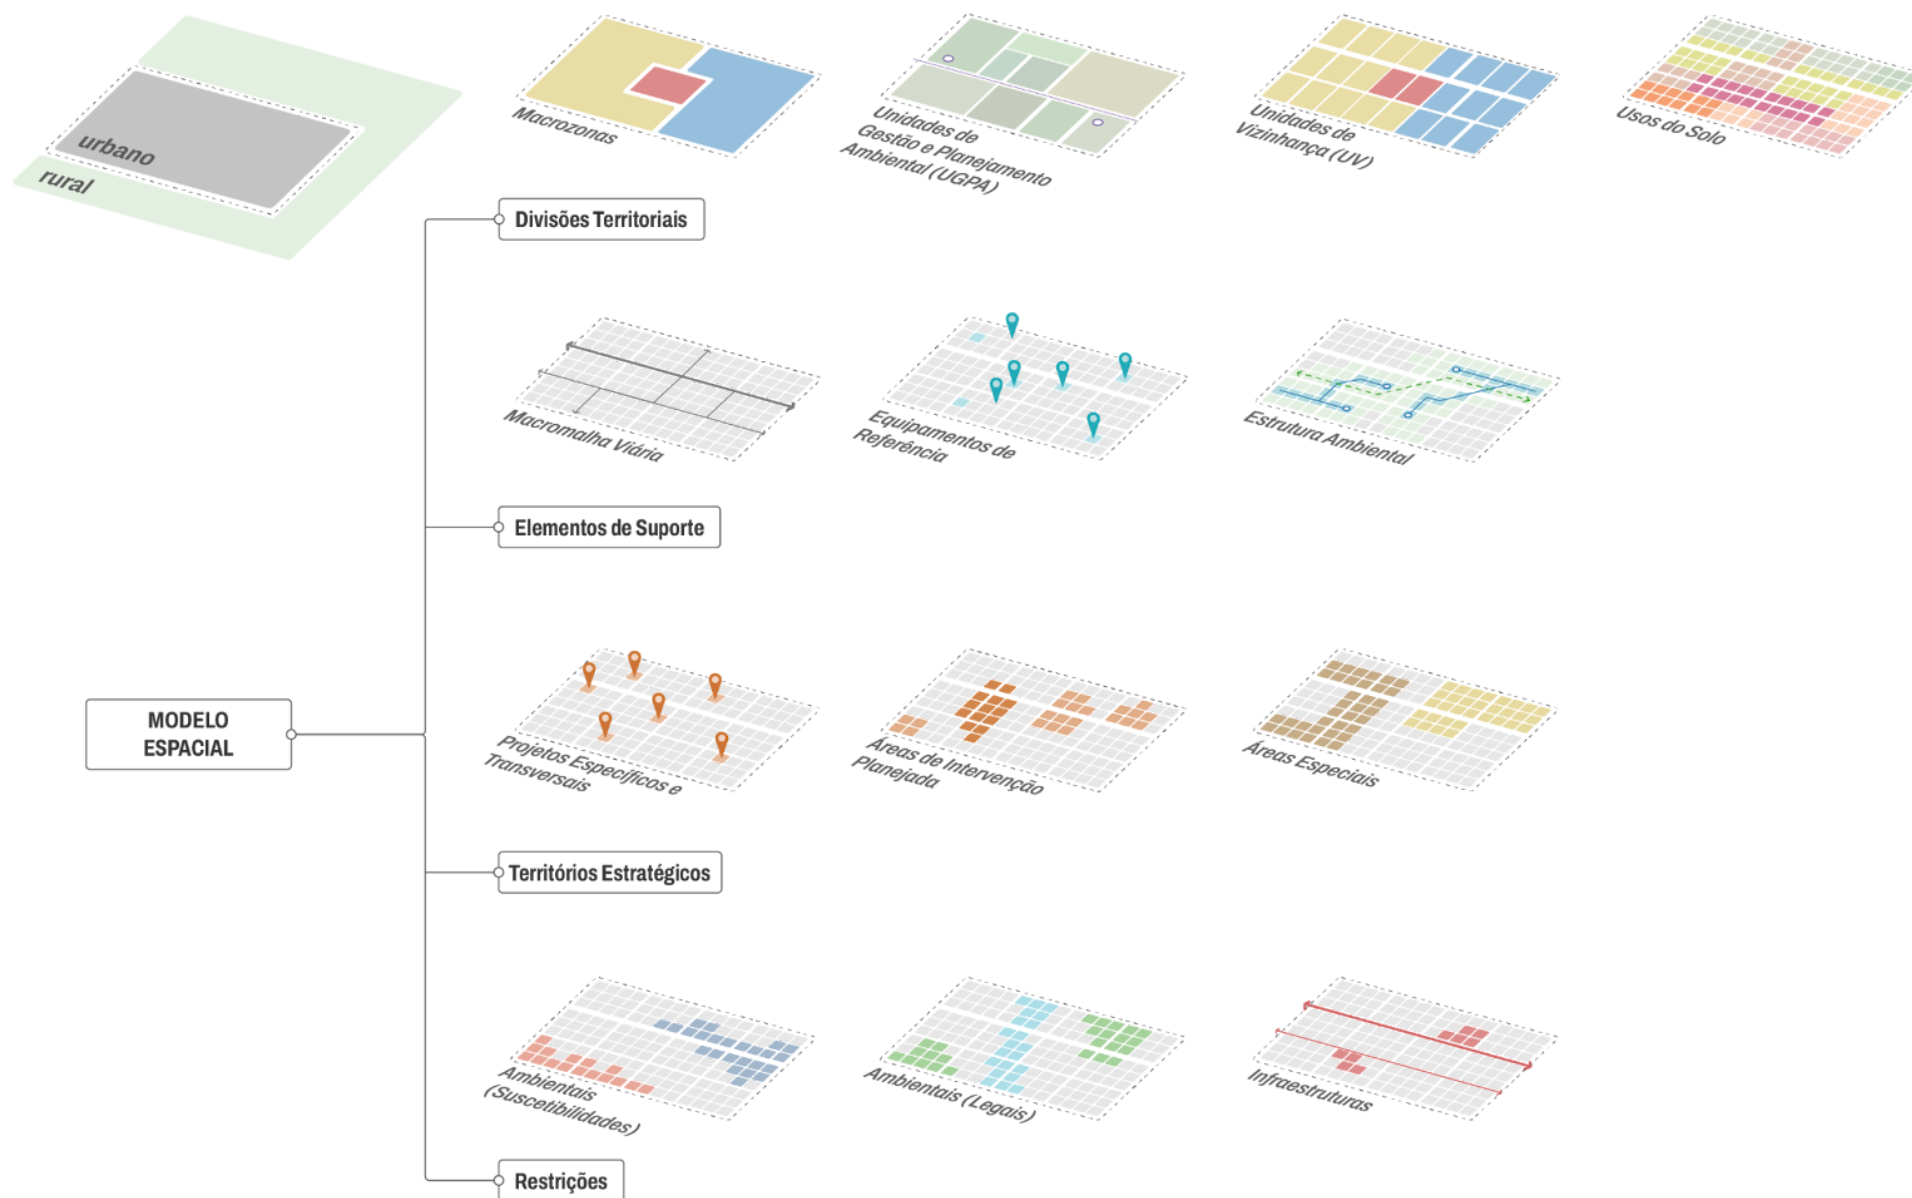 urbano
rural
Macrozonas
Unidades de
Gestão e Planejamento
Ambiental (UGPA)
Unidades de
Vizinhança (UV)
Usos do Solo
Divisões Territoriais
Macromalha Viária
Equipamentos de
Referência
Estrutura Ambiental
Elementos de Suporte
MODELO
ESPACIAL
Projetos Específicos e
Transversais
Áreas de Intervenção
Planejada
Áreas Especiais
Territórios Estratégicos
Ambientais
(Suscetibilidades)
Ambientais (Legais)
Infraestruturas
Restrições